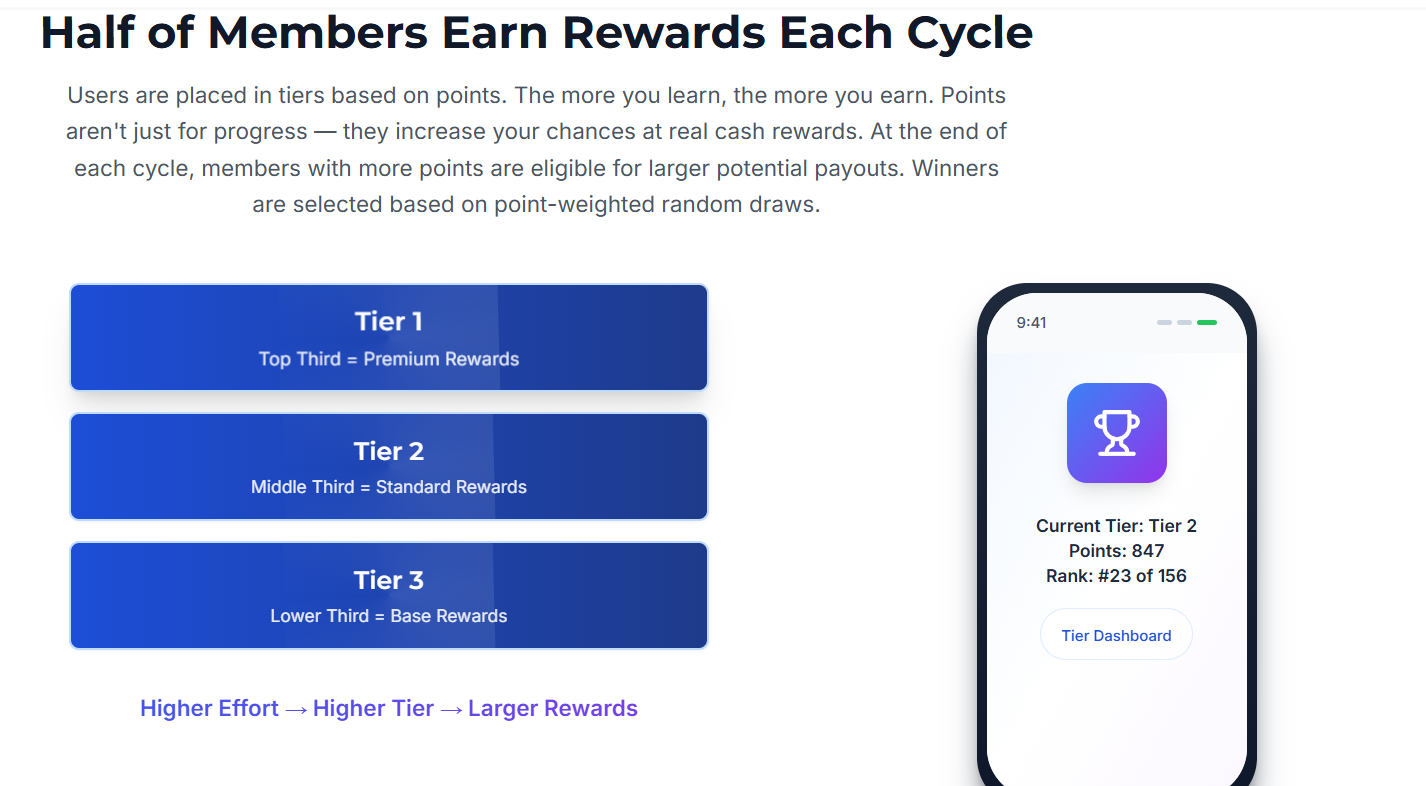 Half of Members Earn Rewards Each Cycle
Users are placed in tiers based on points. The more you learn, the more you earn. Points
aren't just for progress — they increase your chances at real cash rewards. At the end of
each cycle, members with more points are eligible for larger potential payouts. Winners
are selected based on point-weighted random draws.
Tier 1
Top Third = Premium Rewards
Tier 2
Middle Third = Standard Rewards
Tier 3
Lower Third = Base Rewards
Higher Effort → Higher Tier → Larger Rewards
9:41
Current Tier: Tier 2
Points: 847
Rank: #23 of 156
Tier Dashboard